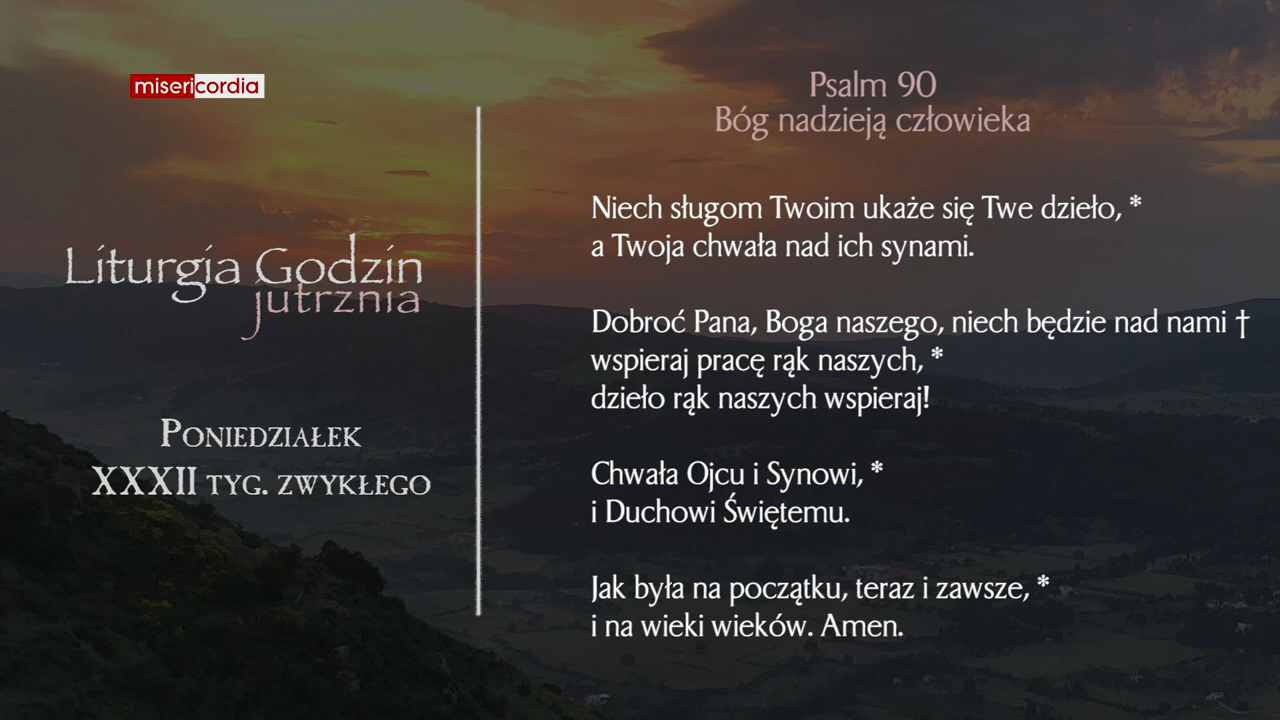 misericordia
Liturgia Godzin
jutrznia
Poniedziałek
XXXII tyg. zwykłego
Psalm 90
Bóg nadzieją człowieka
Niech sługom Twoim ukaże się Twe dzieło, *
a Twoja chwała nad ich synami.
Dobroć Pana, Boga naszego, niech będzie nad nami †
wspieraj pracę rąk naszych, *
dzieło rąk naszych wspieraj!
Chwała Ojcu i Synowi, *
i Duchowi Świętemu.
Jak była na początku, teraz i zawsze, *
i na wieki wieków. Amen.